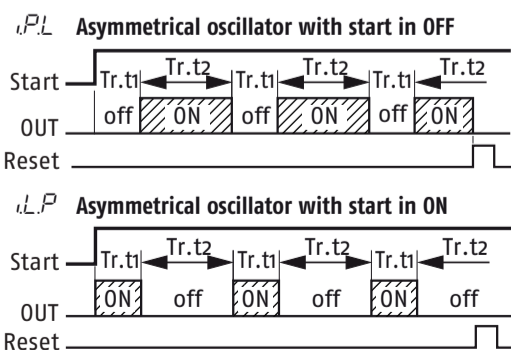 i.P.L Asymmetrical oscillator with start in OFF
Start Tr.t1 Tr.t2 Tr.t1 Tr.t2 Tr.t1 Tr.t2
OUT off ON off ON off ON
Reset
i.L.P Asymmetrical oscillator with start in ON
Start Tr.t1 Tr.t2 Tr.t1 Tr.t2 Tr.t1 Tr.t2
OUT ON off ON off ON off
Reset